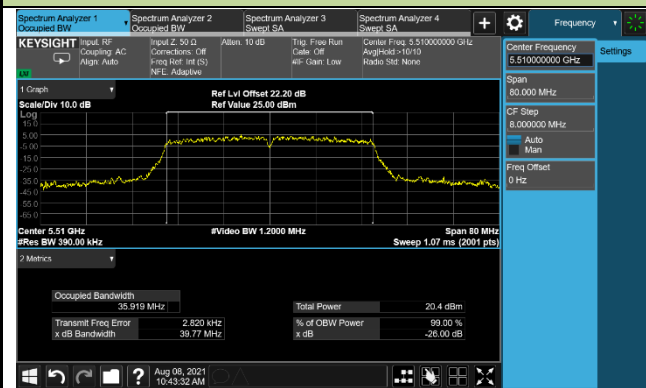 Spectrum Analyzer 1
Occupied BW
Spectrum Analyzer 2
Occupied BW
Spectrum Analyzer 3
Swept SA
Spectrum Analyzer 4
Swept SA
+
Frequency
KEYSIGHT
Input: RF
Coupling: AC
Align: Auto
Input Z: 50 Ω
Corrections: Off
Freq Ref: Int (S)
NFE: Adaptive
Atten: 10 dB
Trig: Free Run
Gate: Off
#IF Gain: Low
Center Freq: 5.510000000 GHz
Avg|Hold:>10/10
Radio Std: None
LXI
Center Frequency
5.510000000 GHz
Settings
Span
80.000 MHz
CF Step
8.000000 MHz
Auto
Man
Freq Offset
0 Hz
1 Graph
Scale/Div 10.0 dB
Ref Lvl Offset 22.20 dB
Ref Value 25.00 dBm
Log
15.0
5.00
-5.00
-15.0
-25.0
-35.0
-45.0
-55.0
-65.0
Center 5.51 GHz
#Video BW 1.2000 MHz
Span 80 MHz
#Res BW 390.00 kHz
Sweep 1.07 ms (2001 pts)
2 Metrics
Occupied Bandwidth
35.919 MHz
Total Power
20.4 dBm
Transmit Freq Error
2.820 kHz
% of OBW Power
99.00 %
x dB Bandwidth
39.77 MHz
x dB
-26.00 dB
?
Aug 08, 2021
10:43:32 AM